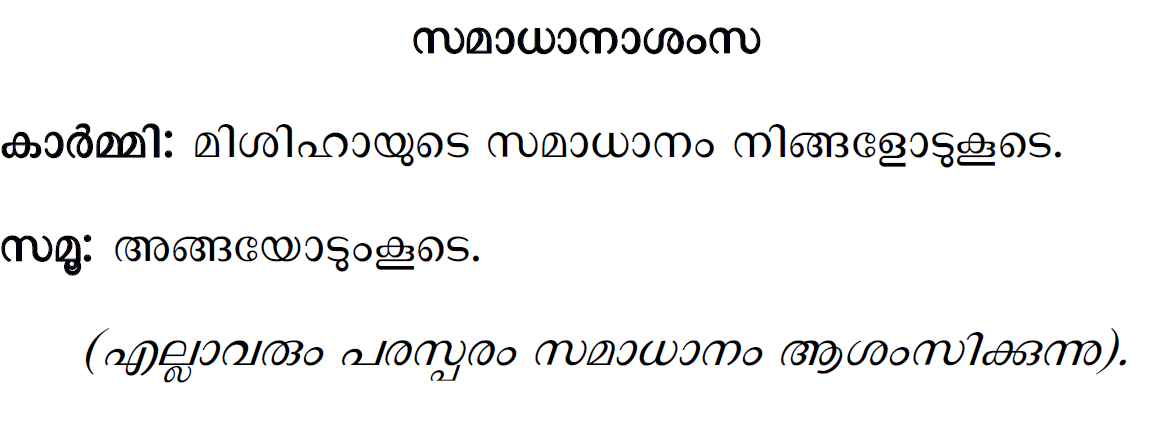 സമാധാനാശംസ
കാർമ്മി: മിശിഹായുടെ സമാധാനം നിങ്ങളോടുകൂടെ.
സമൂ: അങ്ങയോടുംകൂടെ.
(എല്ലാവരും പരസ്പരം സമാധാനം ആശംസിക്കുന്നു).